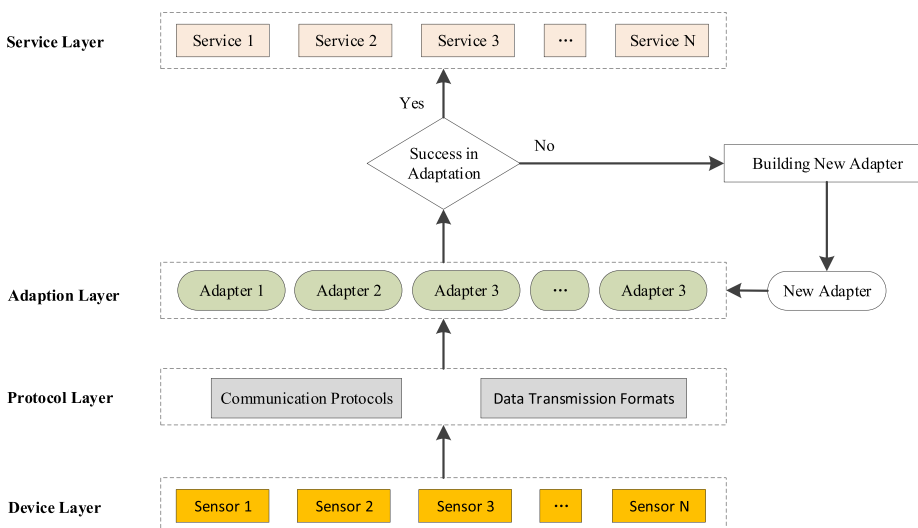 Service Layer
Service 1
Service 2
Service 3
...
Service N
Yes
Success in
Adaptation
No
Building New Adapter
Adaption Layer
Adapter 1
Adapter 2
Adapter 3
...
Adapter 3
New Adapter
Protocol Layer
Communication Protocols
Data Transmission Formats
Device Layer
Sensor 1
Sensor 2
Sensor 3
...
Sensor N